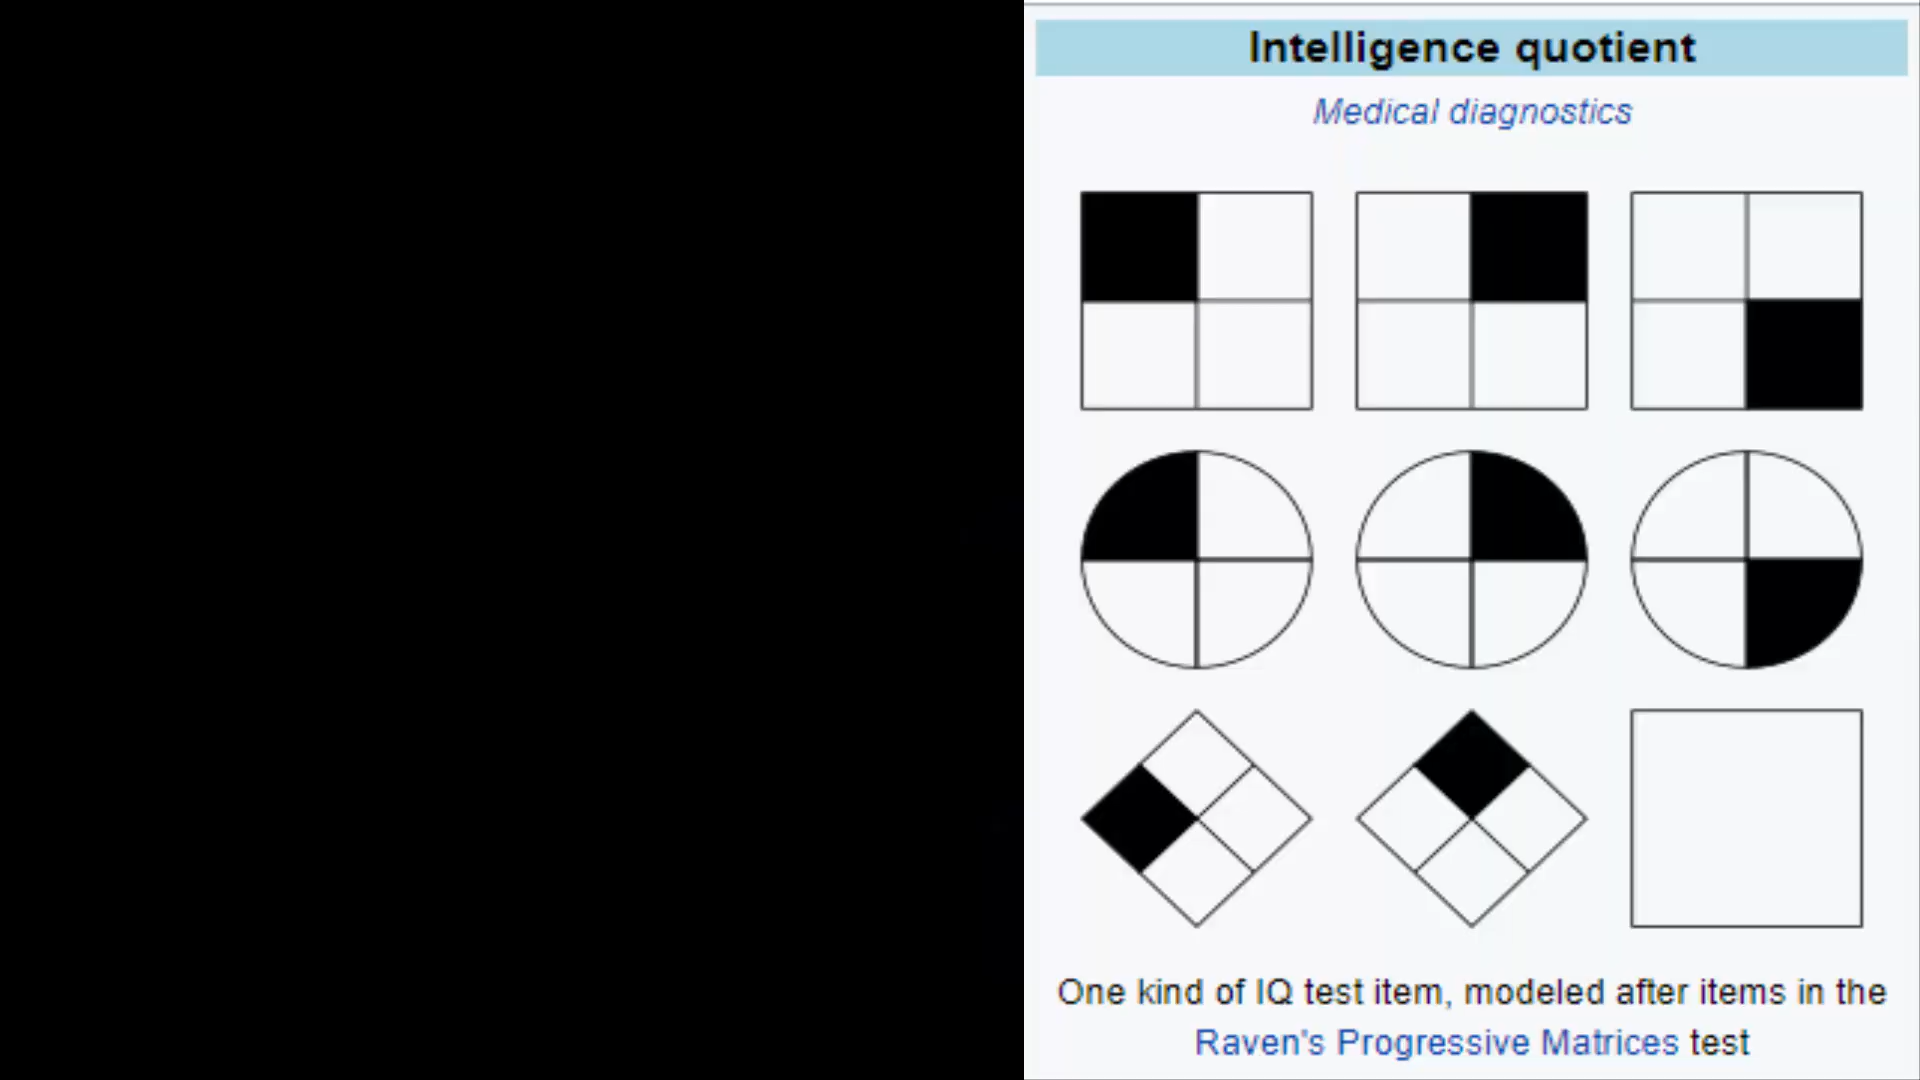 Intelligence quotient
Medical diagnostics
One kind of IQ test item, modeled after items in the
Raven's Progressive Matrices test